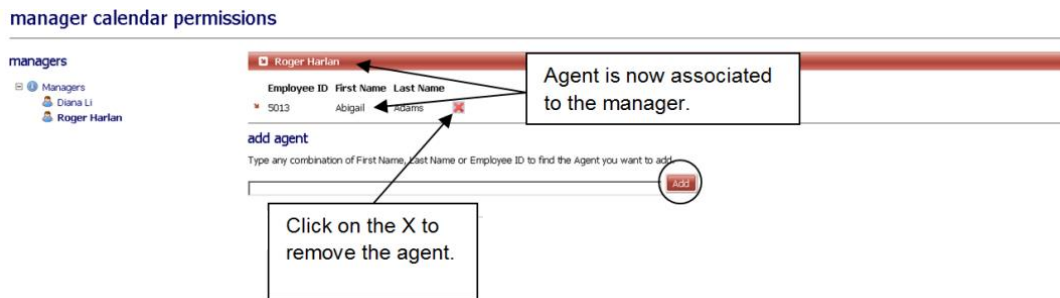 manager calendar permissions
managers
Managers
Diana Li
Roger Harlan
Roger Harlan
Employee ID First Name Last Name
5013 Abigail Adams
Agent is now associated
to the manager.
add agent
Type any combination of First Name, Last Name or Employee ID to find the Agent you want to add.
Add
Click on the X to
remove the agent.